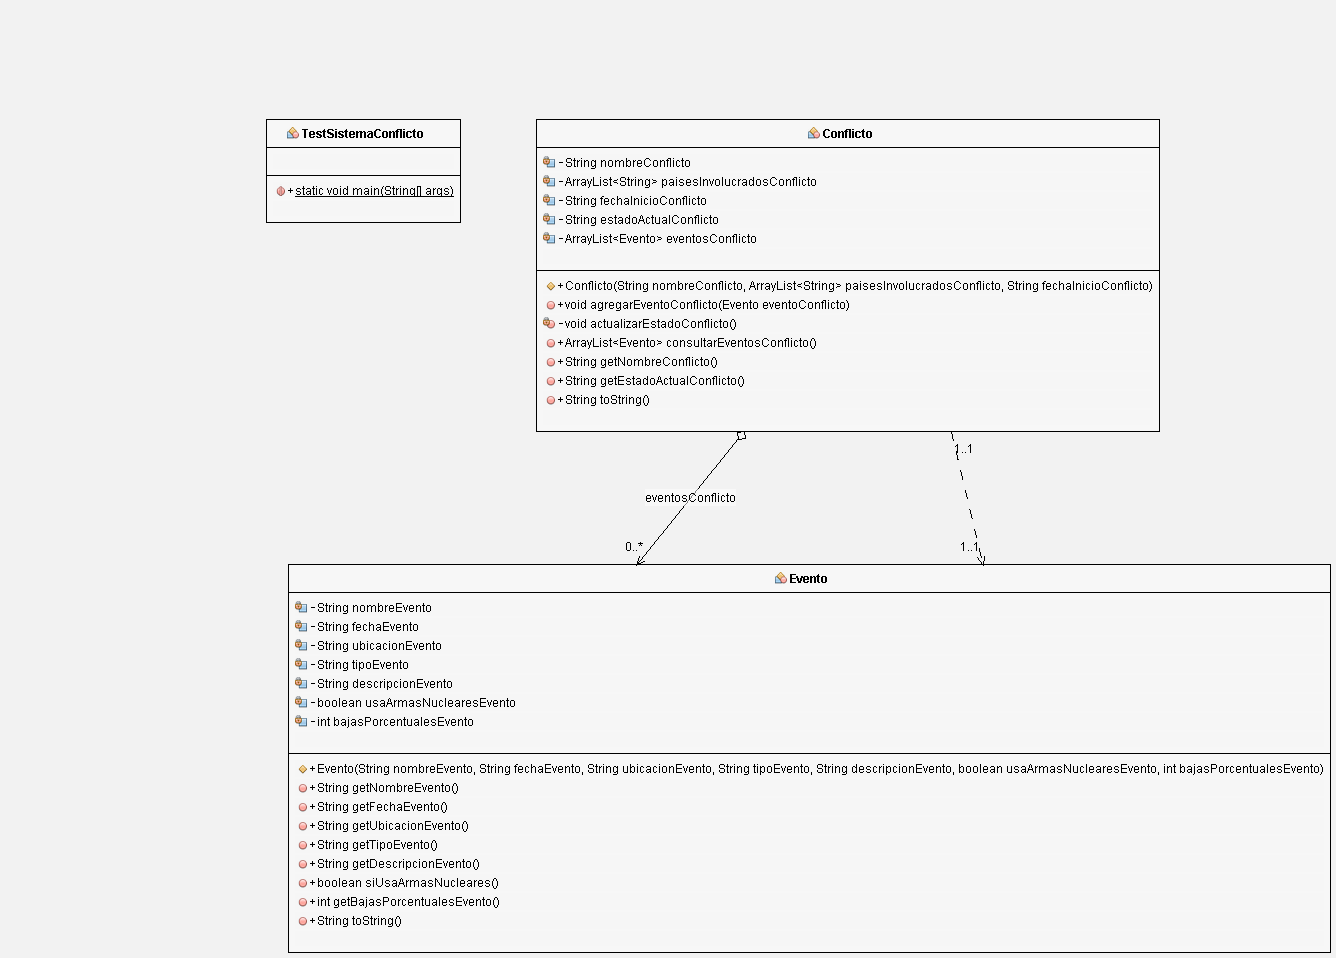 TestSistemaConflicto
+static void main(String[] args)
Conflicto
-String nombreConflicto
-ArrayList<String> paisesInvolucradosConflicto
-String fechaInicioConflicto
-String estadoActualConflicto
-ArrayList<Evento> eventosConflicto
+Conflicto(String nombreConflicto, ArrayList<String> paisesInvolucradosConflicto, String fechaInicioConflicto)
+void agregarEventoConflicto(Evento eventoConflicto)
-void actualizarEstadoConflicto()
+ArrayList<Evento> consultarEventosConflicto()
+String getNombreConflicto()
+String getEstadoActualConflicto()
+String toString()
1..1
eventosConflicto
0..*
1..1
Evento
-String nombreEvento
-String fechaEvento
-String ubicacionEvento
-String tipoEvento
-String descripcionEvento
-boolean usaArmasNuclearesEvento
-int bajasPorcentualesEvento
+Evento(String nombreEvento, String fechaEvento, String ubicacionEvento, String tipoEvento, String descripcionEvento, boolean usaArmasNuclearesEvento, int bajasPorcentualesEvento)
+String getNombreEvento()
+String getFechaEvento()
+String getUbicacionEvento()
+String getTipoEvento()
+String getDescripcionEvento()
+boolean siUsaArmasNucleares()
+int getBajasPorcentualesEvento()
+String toString()